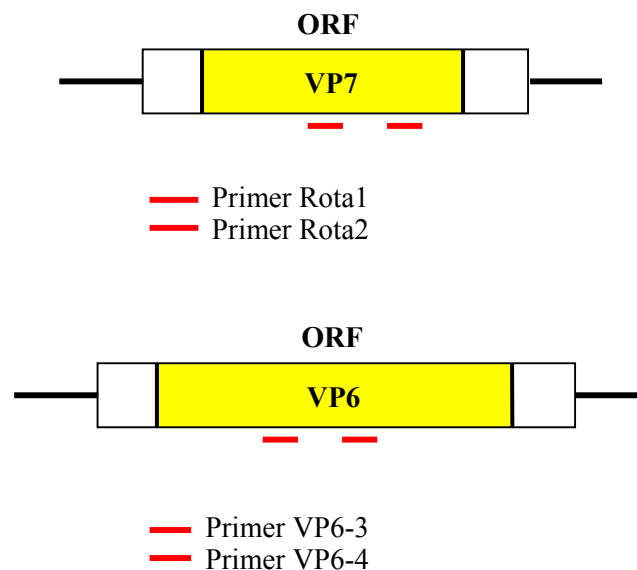 ORF
VP7
Primer Rota1
Primer Rota2
ORF
VP6
Primer VP6-3
Primer VP6-4